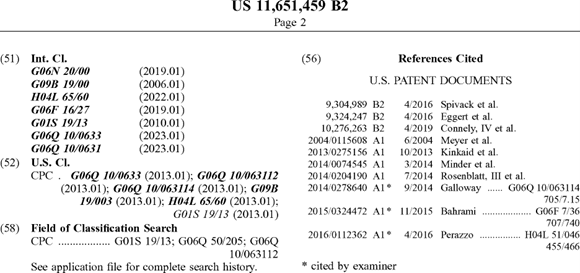 US 11,651,459 B2
Page 2
(51) Int. Cl.
G06N 20/00 (2019.01)
G09B 19/00 (2006.01)
H04L 65/60 (2022.01)
G06F 16/27 (2019.01)
G01S 19/13 (2010.01)
G06Q 10/0633 (2023.01)
G06Q 10/0631 (2023.01)
(52) U.S. Cl.
CPC . G06Q 10/0633 (2013.01); G06Q 10/063112
(2013.01); G06Q 10/063114 (2013.01); G09B
19/003 (2013.01); H04L 65/60 (2013.01);
G01S 19/13 (2013.01)
(58) Field of Classification Search
CPC .................. G01S 19/13; G06Q 50/205; G06Q
10/063112
See application file for complete search history.
(56) References Cited
U.S. PATENT DOCUMENTS
9,304,989 B2 4/2016 Spivack et al.
9,324,247 B2 4/2016 Eggert et al.
10,276,263 B2 4/2019 Connely, IV et al.
2004/0115608 A1 6/2004 Meyer et al.
2013/0275156 A1 10/2013 Kinkaid et al.
2014/0074545 A1 3/2014 Minder et al.
2014/0204190 A1 7/2014 Rosenblatt, III et al.
2014/0278640 A1* 9/2014 Galloway ...... G06Q 10/063114
705/7.15
2015/0324472 A1* 11/2015 Bahrami .................. G06F 7/36
707/740
2016/0112362 A1* 4/2016 Perazzo ............... H04L 51/046
455/466
* cited by examiner